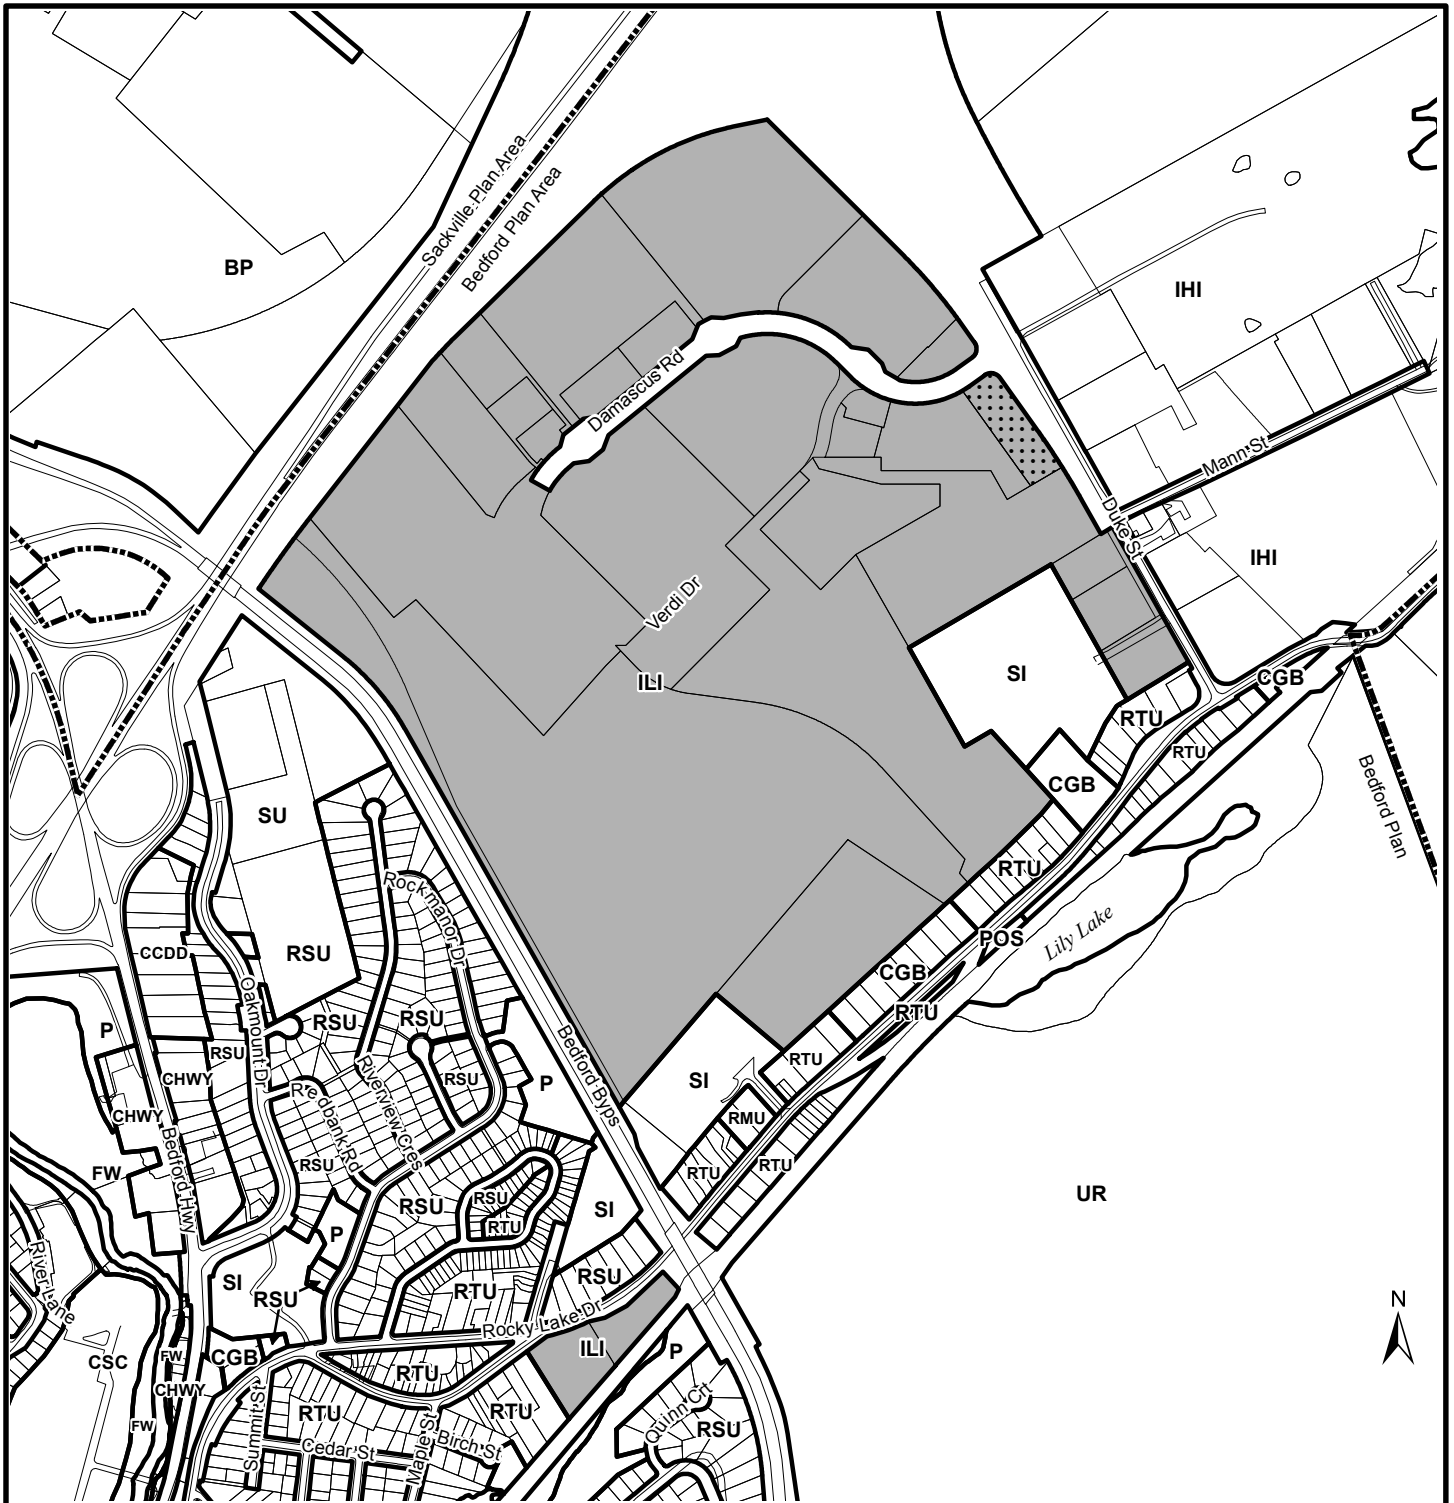 Sackville Plan Area
Bedford Plan Area
BP
IHI
Damascus Rd
Mann St
Duke St
IHI
Verdi Dr
ILI
SI
CGB
RTU
RTU
CGB
Bedford Plan
SU
RTU
Rockmanor Dr
Lily Lake
POS
CCDD
RSU
CGB
Oakmount Dr
RTU
P
RSU
RSU
RSU
Bedford Byps
RTU
CHWY
Riverview Cres
RSU
P
SI
Redbank Rd
CHWY
RMU
Bedford Hwy
FW
RSU
RTU
RTU
RSU
RSU
UR
SI
RTU
P
River Lane
SI
RSU
RTU
RSU
N
Rocky Lake Dr
ILI
P
CSC
FW
CGB
RTU
CHWY
RTU
RTU
Quinn Crt
RSU
FW
Summit St
Cedar St
Maple St
Birch St